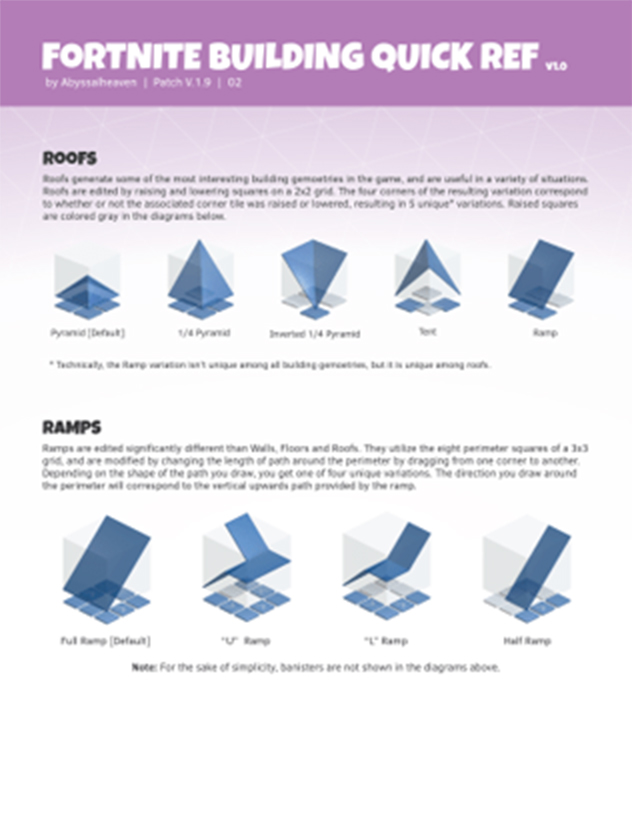 FORTNITE BUILDING QUICK REF V1.0
by Abyssalheaven | Patch V.1.9 | 02
ROOFS
Roofs generate some of the most interesting building gemoetries in the game, and are useful in a variety of situations.
Roofs are edited by raising and lowering squares on a 2x2 grid. The four corners of the resulting variation correspond
to whether or not the associated corner tile was raised or lowered, resulting in 5 unique* variations. Raised squares
are colored gray in the diagrams below.
Pyramid [Default] 1/4 Pyramid Inverted 1/4 Pyramid Tent Ramp
* Technically, the Ramp variation isn't unique among all building gemoetries, but it is unique among roofs.
RAMPS
Ramps are edited significantly different than Walls, Floors and Roofs. They utilize the eight perimeter squares of a 3x3
grid, and are modified by changing the length of path around the perimeter by dragging from one corner to another.
Depending on the shape of the path you draw, you get one of four unique variations. The direction you draw around
the perimeter will correspond to the vertical upwards path provided by the ramp.
Full Ramp [Default] "U" Ramp "L" Ramp Half Ramp
Note: For the sake of simplicity, banisters are not shown in the diagrams above.